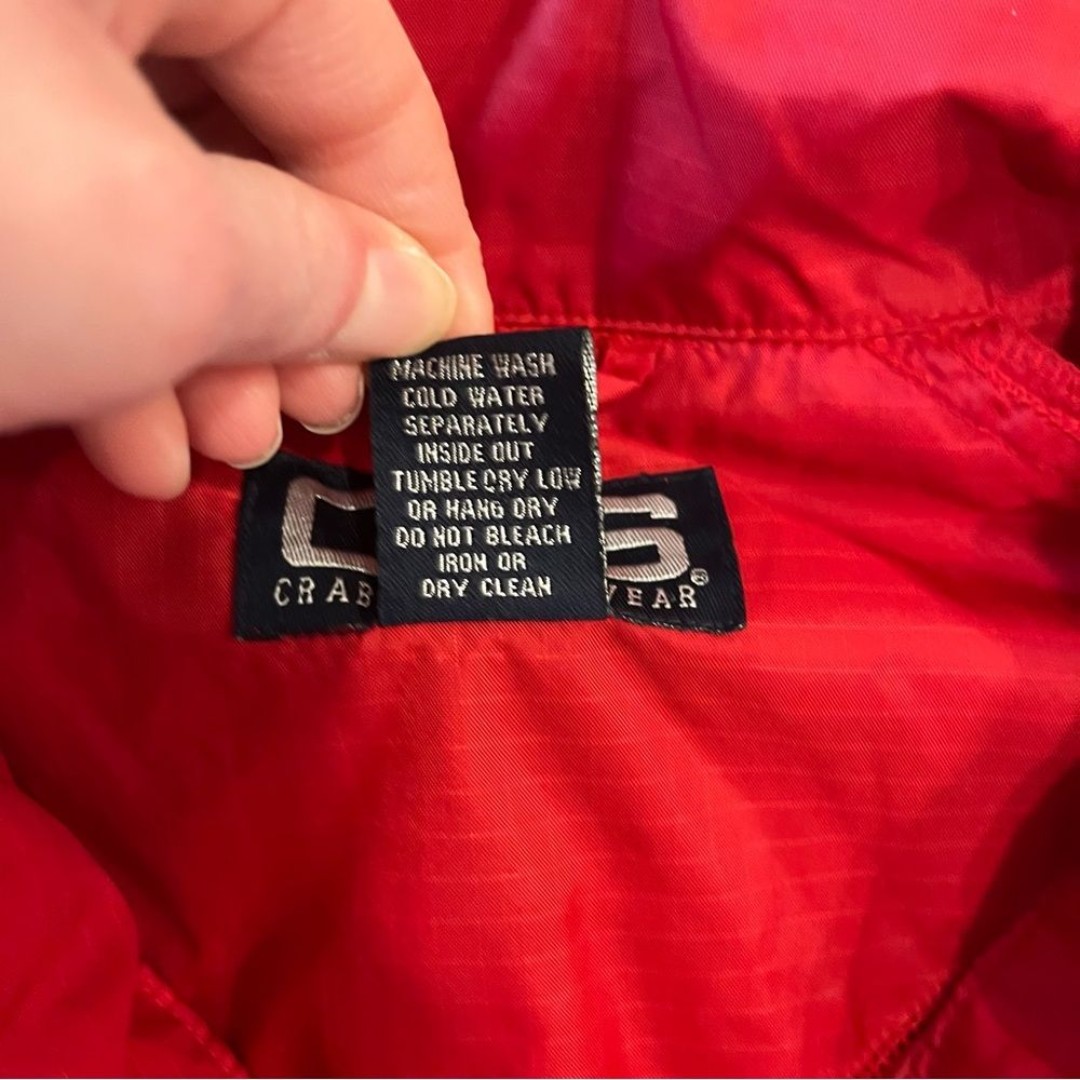 MACHINE WASH
COLD WATER
SEPARATELY
INSIDE OUT
TUMBLE DRY LOW
OR HANG DRY
DO NOT BLEACH
IRON OR
DRY CLEAN
S
CRAB
EAR®